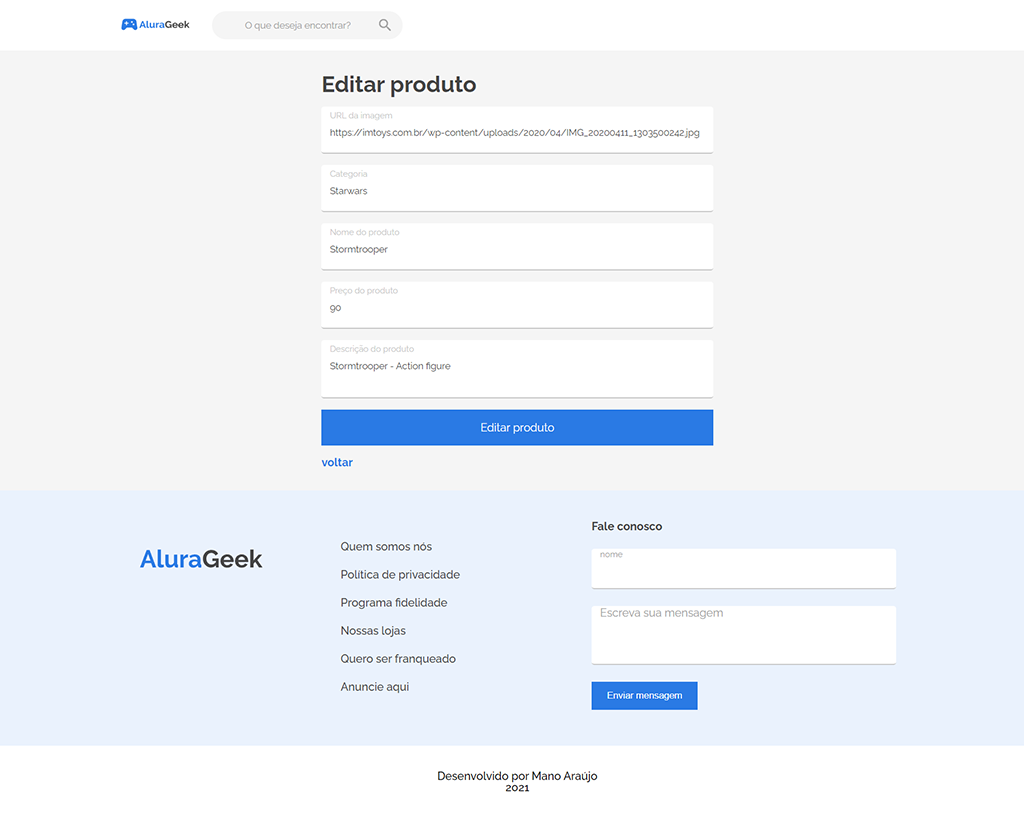 AluraGeek
O que deseja encontrar?
Editar produto
URL da imagem
https://imtoys.com.br/wp-content/uploads/2020/04/IMG_20200411_1303500242.jpg
Categoria
Starwars
Nome do produto
Stormtrooper
Preço do produto
90
Descrição do produto
Stormtrooper - Action figure
Editar produto
voltar
AluraGeek
Quem somos nós
Política de privacidade
Programa fidelidade
Nossas lojas
Quero ser franqueado
Anuncie aqui
Fale conosco
nome
Escreva sua mensagem
Enviar mensagem
Desenvolvido por Mano Araújo
2021